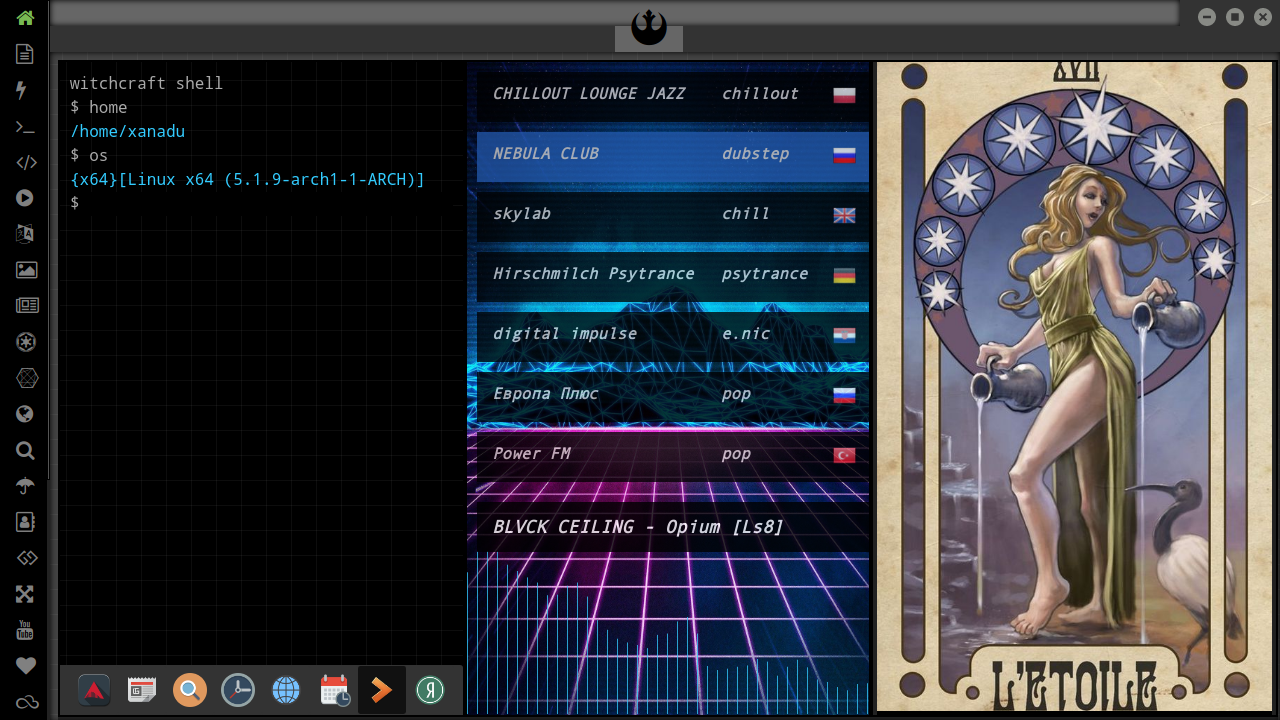 witchcraft shell
$ home
/home/xanadu
$ os
{x64}[Linux x64 (5.1.9-arch1-1-ARCH)]
$
CHILLOUT LOUNGE JAZZ chillout
NEBULA CLUB dubstep
skylab chill
Hirschmilch Psytrance psytrance
digital impulse e.nic
Европа Плюс pop
Power FM pop
BLVCK CEILING - Opium [Ls8]
XVII
L'ETOILE
You
Tube
Я